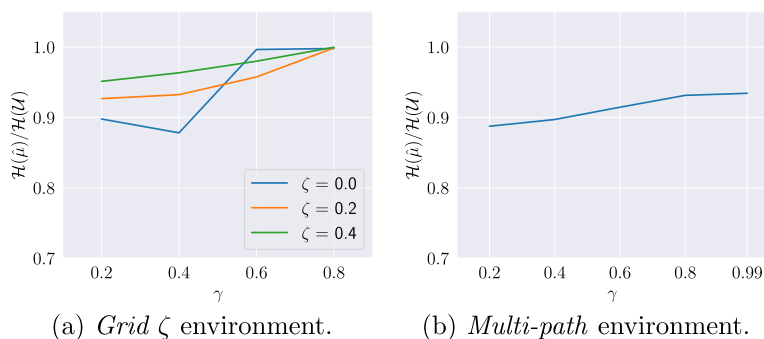 1.0
0.9
0.8
0.7
H(μ̂)/H(U)
ζ = 0.0
ζ = 0.2
ζ = 0.4
0.2 0.4 0.6 0.8
γ
(a) Grid ζ environment.
1.0
0.9
0.8
0.7
H(μ̂)/H(U)
0.2 0.4 0.6 0.8 0.99
γ
(b) Multi-path environment.